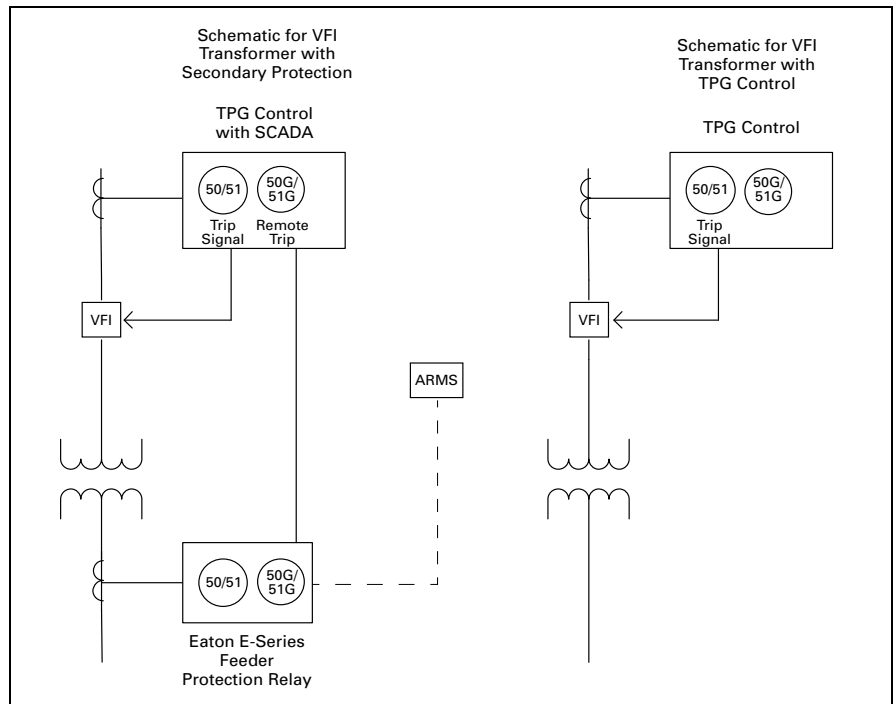 Schematic for VFI
Transformer with
Secondary Protection
TPG Control
with SCADA
50/51
50G/
51G
Trip
Signal
Remote
Trip
VFI
ARMS
50/51
50G/
51G
Eaton E-Series
Feeder
Protection Relay
Schematic for VFI
Transformer with
TPG Control
TPG Control
50/51
50G/
51G
Trip
Signal
VFI